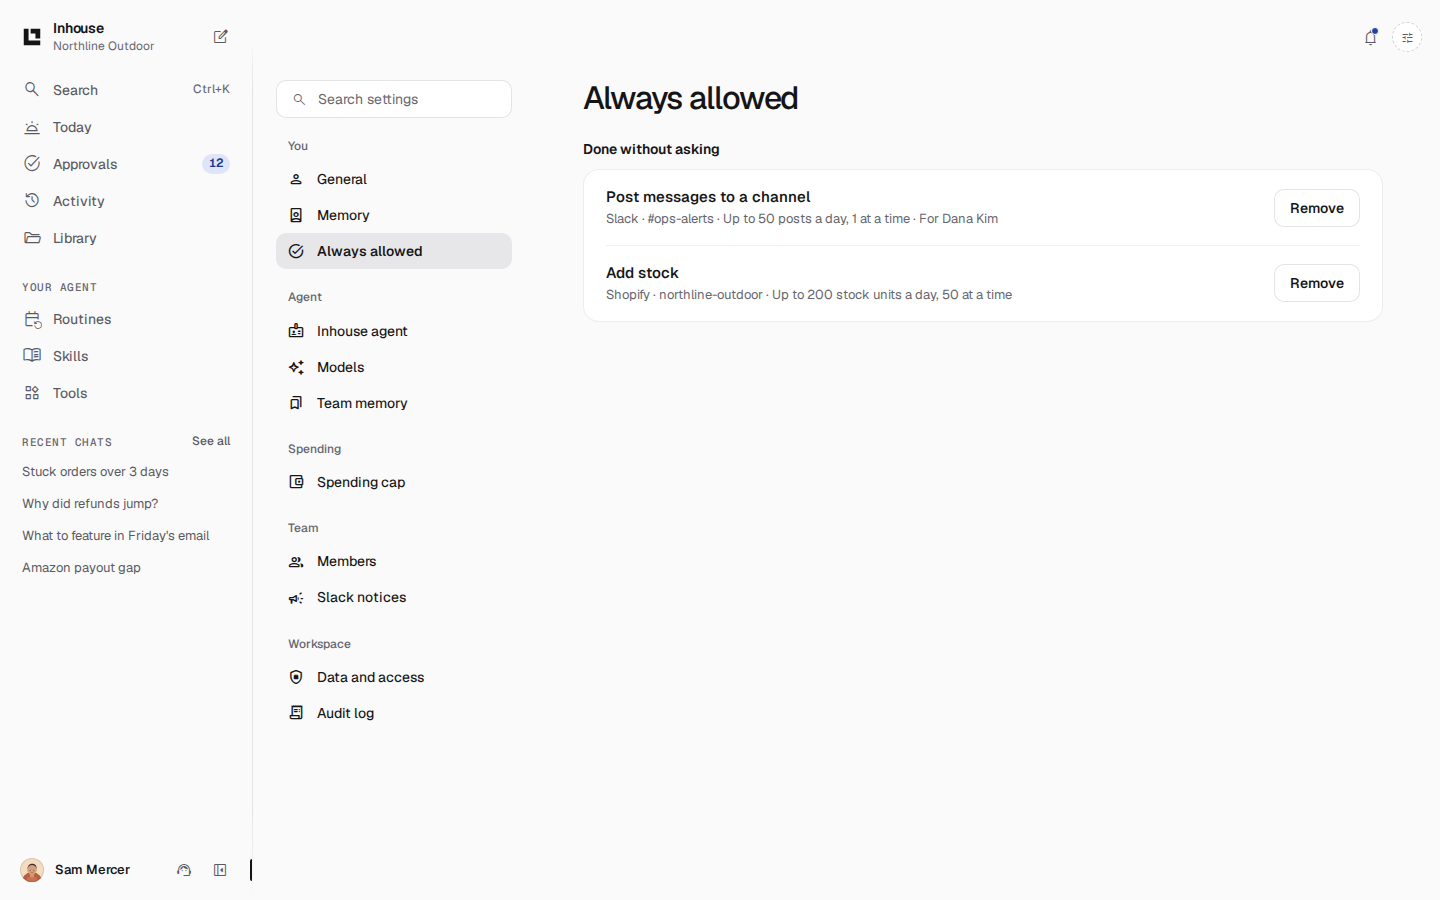 Inhouse
Northline Outdoor
Search Ctrl+K
Today
Approvals 12
Activity
Library
YOUR AGENT
Routines
Skills
Tools
RECENT CHATS See all
Stuck orders over 3 days
Why did refunds jump?
What to feature in Friday's email
Amazon payout gap
Sam Mercer
Search settings
You
General
Memory
Always allowed
Agent
Inhouse agent
Models
Team memory
Spending
Spending cap
Team
Members
Slack notices
Workspace
Data and access
Audit log
Always allowed
Done without asking
Post messages to a channel
Slack · #ops-alerts · Up to 50 posts a day, 1 at a time · For Dana Kim
Remove
Add stock
Shopify · northline-outdoor · Up to 200 stock units a day, 50 at a time
Remove